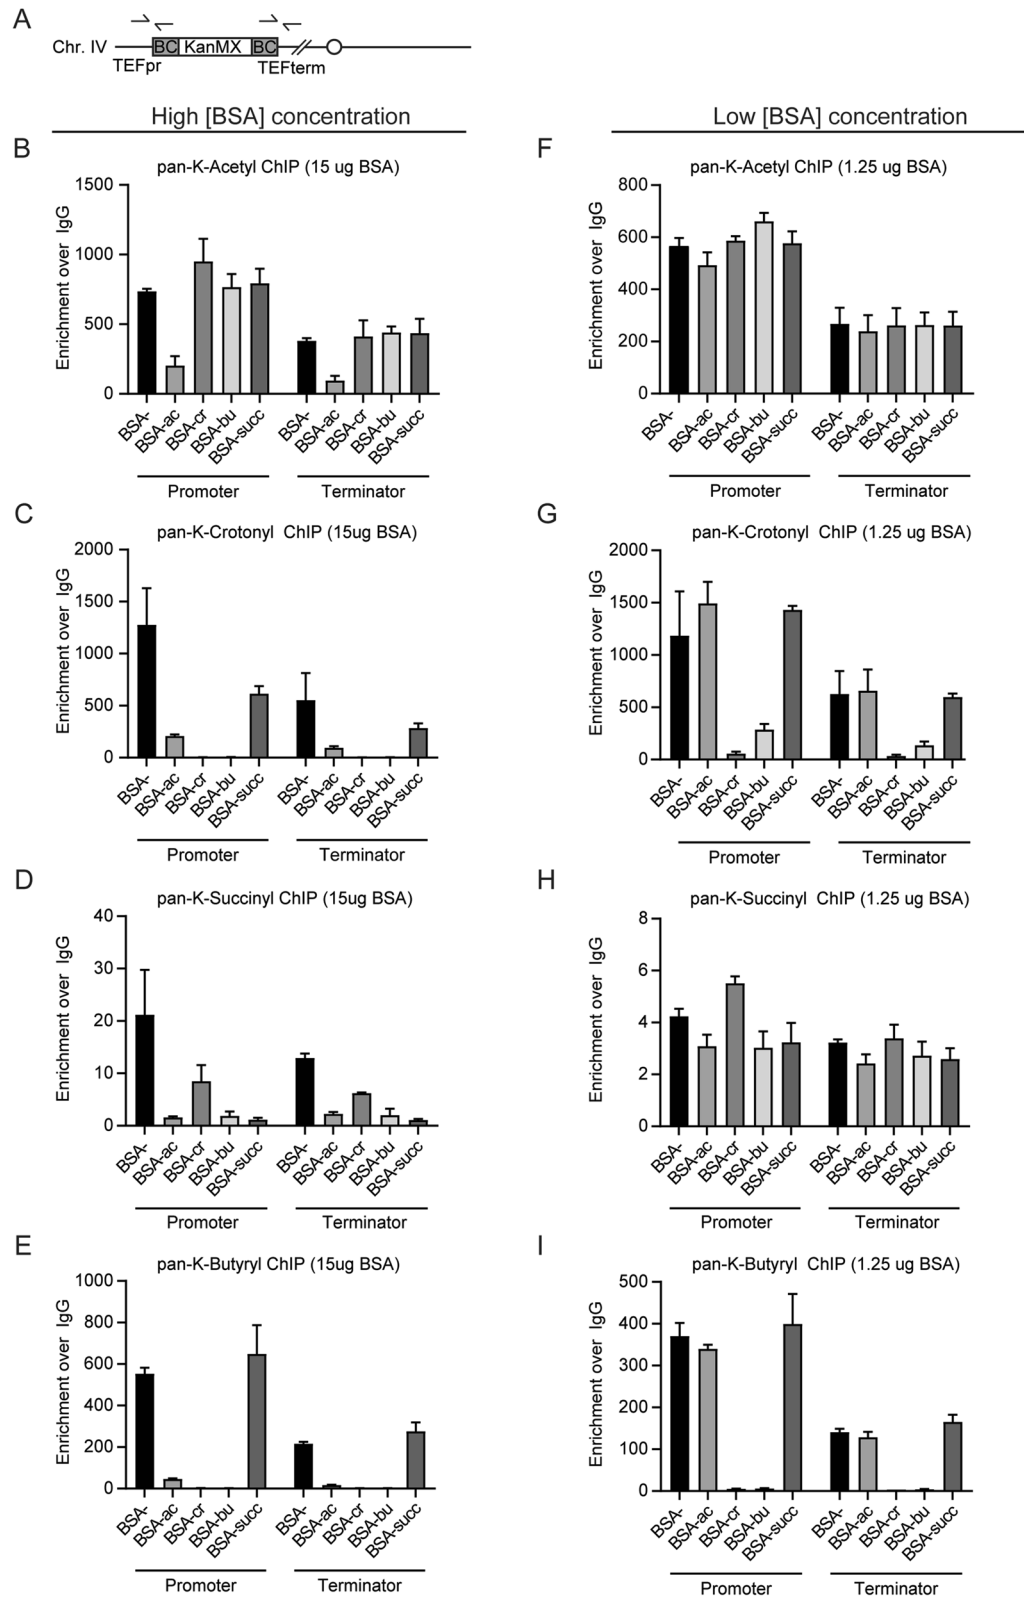 A
Chr. IV
BC KanMX BC
TEFpr TEFterm
High [BSA] concentration
Low [BSA] concentration
B
pan-K-Acetyl ChIP (15 ug BSA)
Enrichment over IgG
1500
1000
500
0
BSA- BSA-ac BSA-cr BSA-bu BSA-succ BSA- BSA-ac BSA-cr BSA-bu BSA-succ
Promoter Terminator
F
pan-K-Acetyl ChIP (1.25 ug BSA)
Enrichment over IgG
800
600
400
200
0
BSA- BSA-ac BSA-cr BSA-bu BSA-succ BSA- BSA-ac BSA-cr BSA-bu BSA-succ
Promoter Terminator
C
pan-K-Crotonyl ChIP (15ug BSA)
Enrichment over IgG
2000
1500
1000
500
0
BSA- BSA-ac BSA-cr BSA-bu BSA-succ BSA- BSA-ac BSA-cr BSA-bu BSA-succ
Promoter Terminator
G
pan-K-Crotonyl ChIP (1.25 ug BSA)
Enrichment over IgG
2000
1500
1000
500
0
BSA- BSA-ac BSA-cr BSA-bu BSA-succ BSA- BSA-ac BSA-cr BSA-bu BSA-succ
Promoter Terminator
D
pan-K-Succinyl ChIP (15ug BSA)
Enrichment over IgG
40
30
20
10
0
BSA- BSA-ac BSA-cr BSA-bu BSA-succ BSA- BSA-ac BSA-cr BSA-bu BSA-succ
Promoter Terminator
H
pan-K-Succinyl ChIP (1.25 ug BSA)
Enrichment over IgG
8
6
4
2
0
BSA- BSA-ac BSA-cr BSA-bu BSA-succ BSA- BSA-ac BSA-cr BSA-bu BSA-succ
Promoter Terminator
E
pan-K-Butyryl ChIP (15ug BSA)
Enrichment over IgG
1000
800
600
400
200
0
BSA- BSA-ac BSA-cr BSA-bu BSA-succ BSA- BSA-ac BSA-cr BSA-bu BSA-succ
Promoter Terminator
I
pan-K-Butyryl ChIP (1.25 ug BSA)
Enrichment over IgG
500
400
300
200
100
0
BSA- BSA-ac BSA-cr BSA-bu BSA-succ BSA- BSA-ac BSA-cr BSA-bu BSA-succ
Promoter Terminator